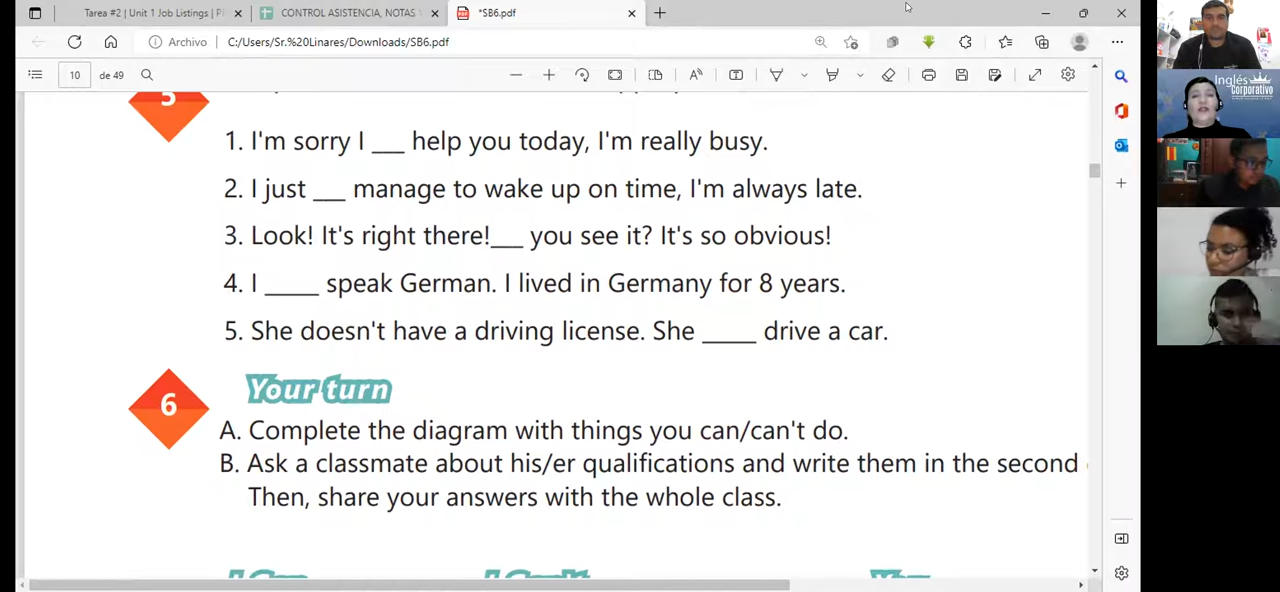 Tarea #2 | Unit 1 Job Listings | P
CONTROL ASISTENCIA, NOTAS Y
*SB6.pdf
Archivo
C:/Users/Sr.%20Linares/Downloads/SB6.pdf
10
de 49
5
1. I'm sorry I ___ help you today, I'm really busy.
2. I just ___ manage to wake up on time, I'm always late.
3. Look! It's right there!___ you see it? It's so obvious!
4. I _____ speak German. I lived in Germany for 8 years.
5. She doesn't have a driving license. She _____ drive a car.
6
Your turn
A. Complete the diagram with things you can/can't do.
B. Ask a classmate about his/er qualifications and write them in the second
Then, share your answers with the whole class.
I Can
I Can't
You
Inglés
Corporativo